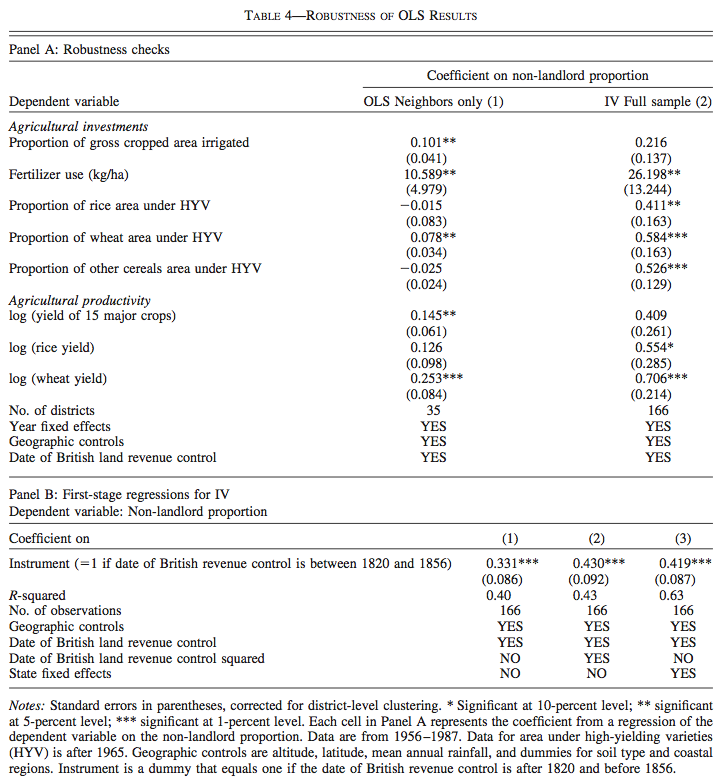 TABLE 4—ROBUSTNESS OF OLS RESULTS
Panel A: Robustness checks
Coefficient on non-landlord proportion
Dependent variable OLS Neighbors only (1) IV Full sample (2)
Agricultural investments
Proportion of gross cropped area irrigated 0.101** 0.216
(0.041) (0.137)
Fertilizer use (kg/ha) 10.589** 26.198**
(4.979) (13.244)
Proportion of rice area under HYV −0.015 0.411**
(0.083) (0.163)
Proportion of wheat area under HYV 0.078** 0.584***
(0.034) (0.163)
Proportion of other cereals area under HYV −0.025 0.526***
(0.024) (0.129)
Agricultural productivity
log (yield of 15 major crops) 0.145** 0.409
(0.061) (0.261)
log (rice yield) 0.126 0.554*
(0.098) (0.285)
log (wheat yield) 0.253*** 0.706***
(0.084) (0.214)
No. of districts 35 166
Year fixed effects YES YES
Geographic controls YES YES
Date of British land revenue control YES YES
Panel B: First-stage regressions for IV
Dependent variable: Non-landlord proportion
Coefficient on (1) (2) (3)
Instrument (=1 if date of British revenue control is between 1820 and 1856) 0.331*** 0.430*** 0.419***
(0.086) (0.092) (0.087)
R-squared 0.40 0.43 0.63
No. of observations 166 166 166
Geographic controls YES YES YES
Date of British land revenue control YES YES YES
Date of British land revenue control squared NO YES NO
State fixed effects NO NO YES
Notes: Standard errors in parentheses, corrected for district-level clustering. * Significant at 10-percent level; ** significant
at 5-percent level; *** significant at 1-percent level. Each cell in Panel A represents the coefficient from a regression of the
dependent variable on the non-landlord proportion. Data are from 1956–1987. Data for area under high-yielding varieties
(HYV) is after 1965. Geographic controls are altitude, latitude, mean annual rainfall, and dummies for soil type and coastal
regions. Instrument is a dummy that equals one if the date of British revenue control is after 1820 and before 1856.